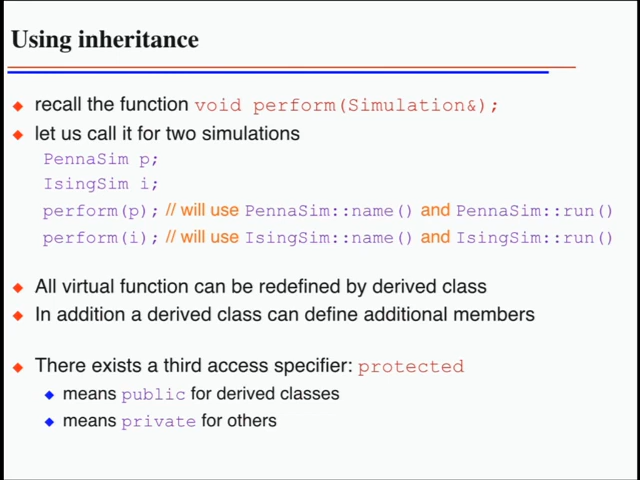 Using inheritance
recall the function void perform(Simulation&);
let us call it for two simulations
PennaSim p;
IsingSim i;
perform(p); // will use PennaSim::name() and PennaSim::run()
perform(i); // will use IsingSim::name() and IsingSim::run()
All virtual function can be redefined by derived class
In addition a derived class can define additional members
There exists a third access specifier: protected
means public for derived classes
means private for others